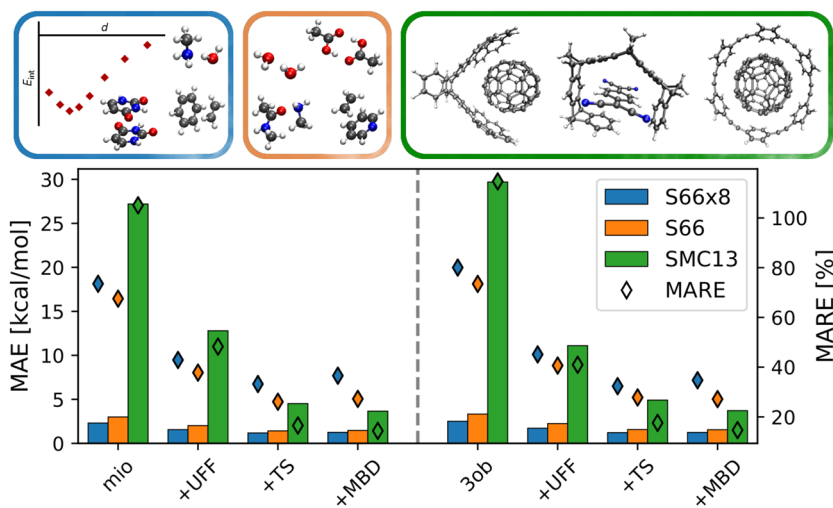 d
E_int
MAE [kcal/mol]
30
25
20
15
10
5
0
S66x8
S66
SMC13
MARE
100
80
60
40
20
MARE [%]
mio
+UFF
+TS
+MBD
3ob
+UFF
+TS
+MBD